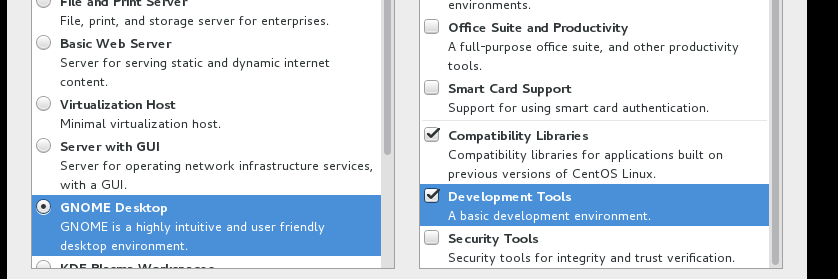 File and Print Server
File, print, and storage server for enterprises.
Basic Web Server
Server for serving static and dynamic internet
content.
Virtualization Host
Minimal virtualization host.
Server with GUI
Server for operating network infrastructure services,
with a GUI.
GNOME Desktop
GNOME is a highly intuitive and user friendly
desktop environment.
KDE Plasma Workspaces
environments.
Office Suite and Productivity
A full-purpose office suite, and other productivity
tools.
Smart Card Support
Support for using smart card authentication.
Compatibility Libraries
Compatibility libraries for applications built on
previous versions of CentOS Linux.
Development Tools
A basic development environment.
Security Tools
Security tools for integrity and trust verification.